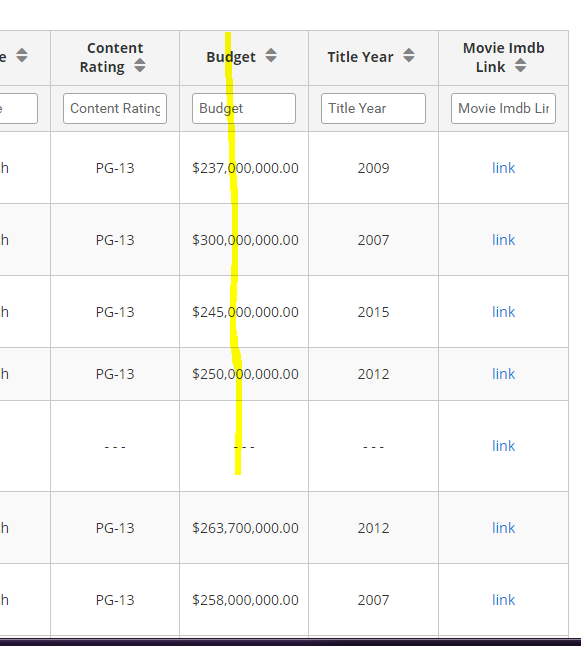 e Content Rating Budget Title Year Movie Imdb Link
e Content Rating Budget Title Year Movie Imdb Lin
h PG-13 $237,000,000.00 2009 link
h PG-13 $300,000,000.00 2007 link
h PG-13 $245,000,000.00 2015 link
h PG-13 $250,000,000.00 2012 link
- - - - - - - - - link
h PG-13 $263,700,000.00 2012 link
h PG-13 $258,000,000.00 2007 link